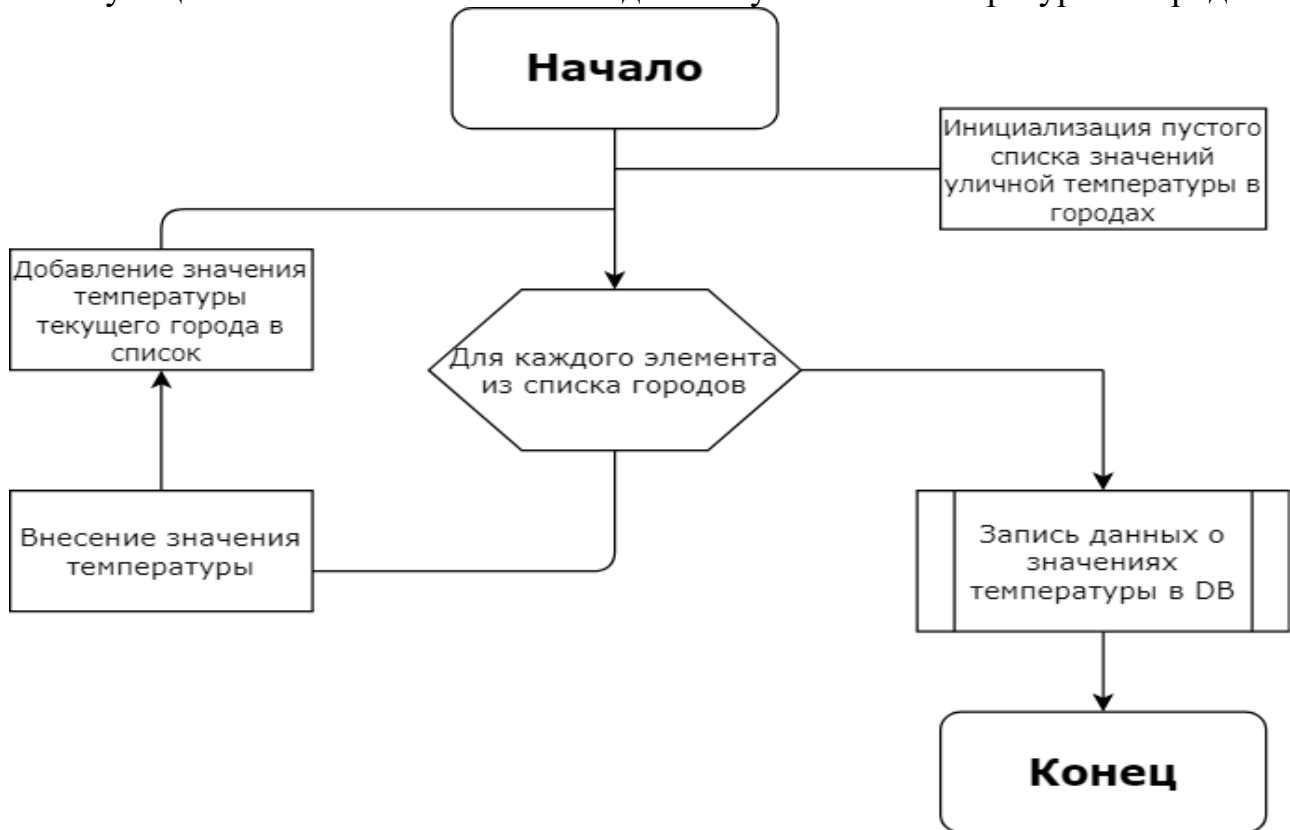 Начало
Инициализация пустого
списка значений
уличной температуры в
городах
Добавление значения
температуры
текущего города в
список
Для каждого элемента
из списка городов
Внесение значения
температуры
Запись данных о
значениях
температуры в DB
Конец